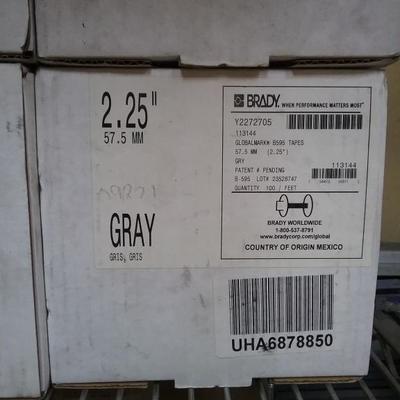 2.25"
57.5 MM
GRAY
GRIS, GRIS
BRADY. WHEN PERFORMANCE MATTERS MOST™
Y2272705
113144
GLOBALMARK® B595 TAPES
57.5 MM (2.25")
GRY
PATENT # PENDING
113144
B-595 LOT# 23528747
QUANTITY 100 / FEET
BRADY WORLDWIDE
1-800-537-8791
www.bradycorp.com/global
COUNTRY OF ORIGIN MEXICO
UHA6878850